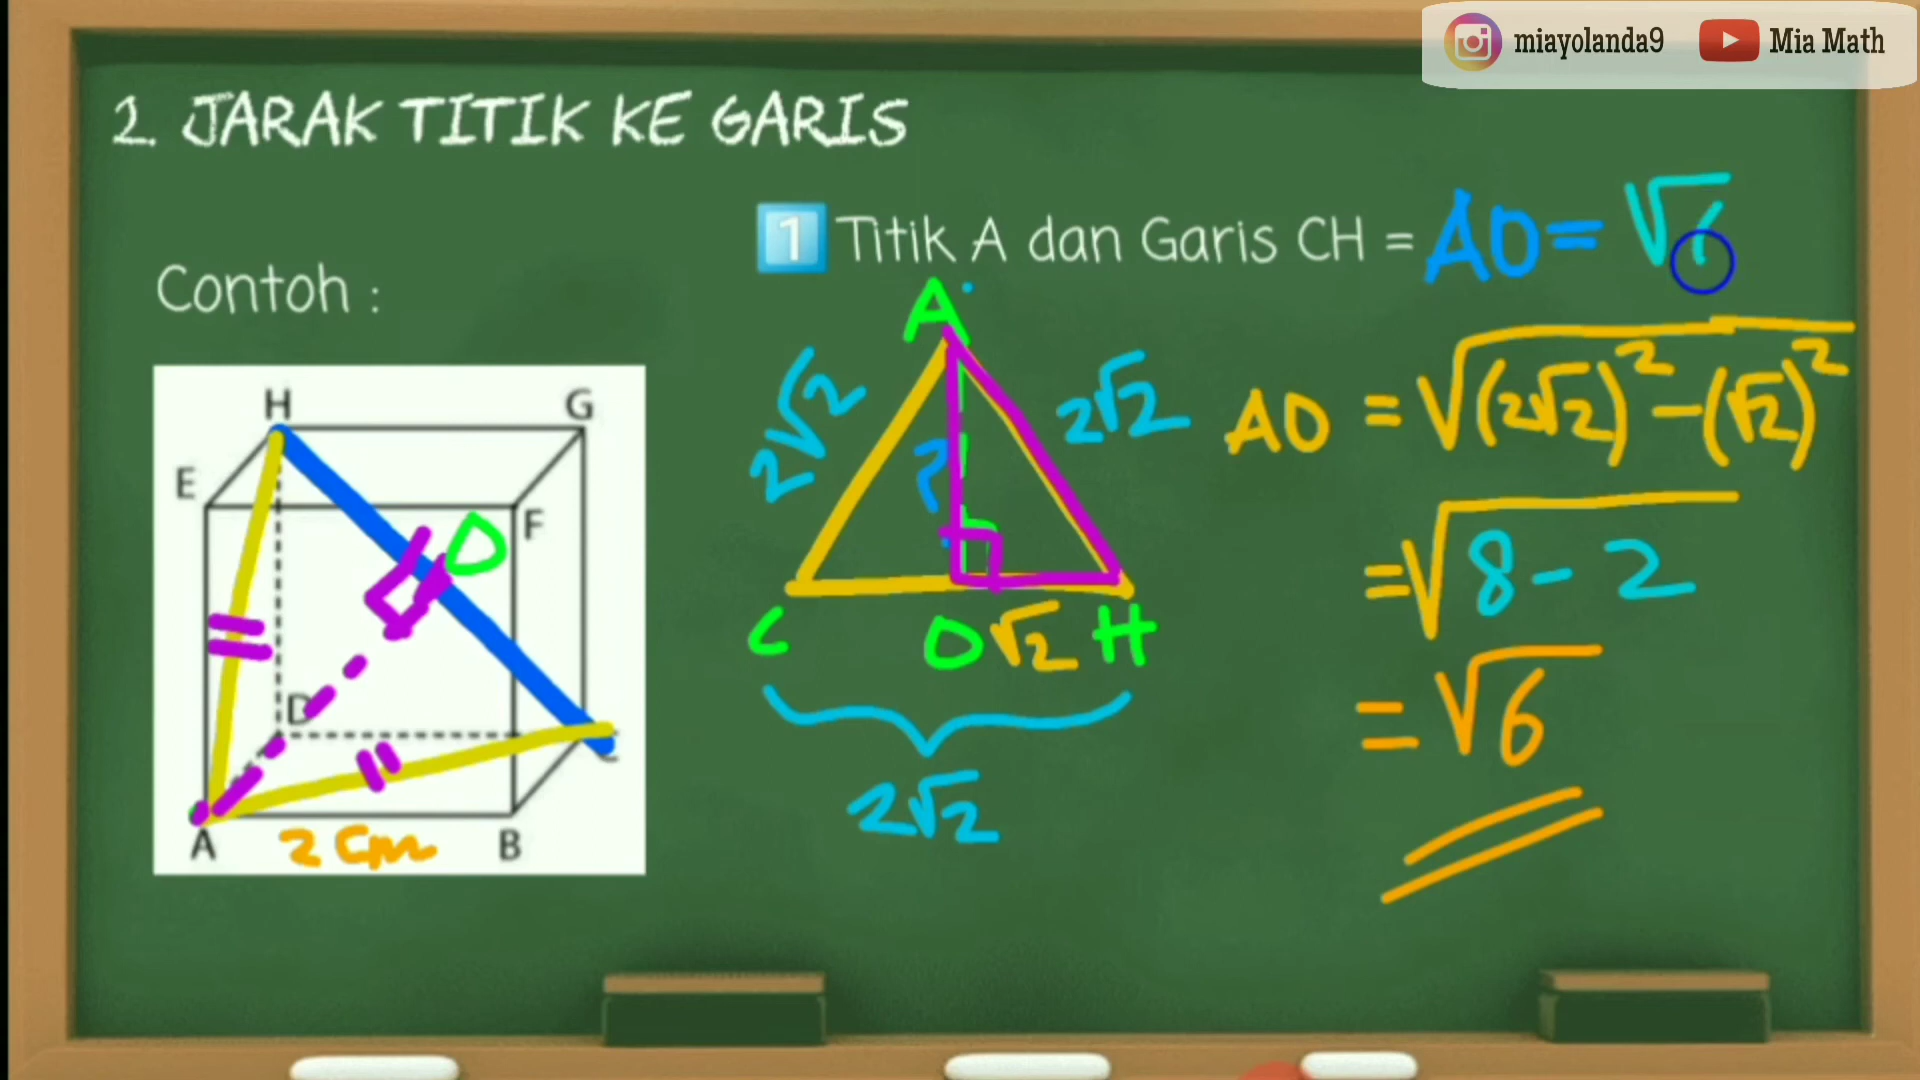 miayolanda9 Mia Math
2. JARAK TITIK KE GARIS
1 Titik A dan Garis CH = AO = √6
Contoh :
A
2√2 ? 2√2
C O √2 H
2√2
AO = √(2√2)² - (√2)²
= √8 - 2
= √6
H G
E F
O
D C
A 2 cm B